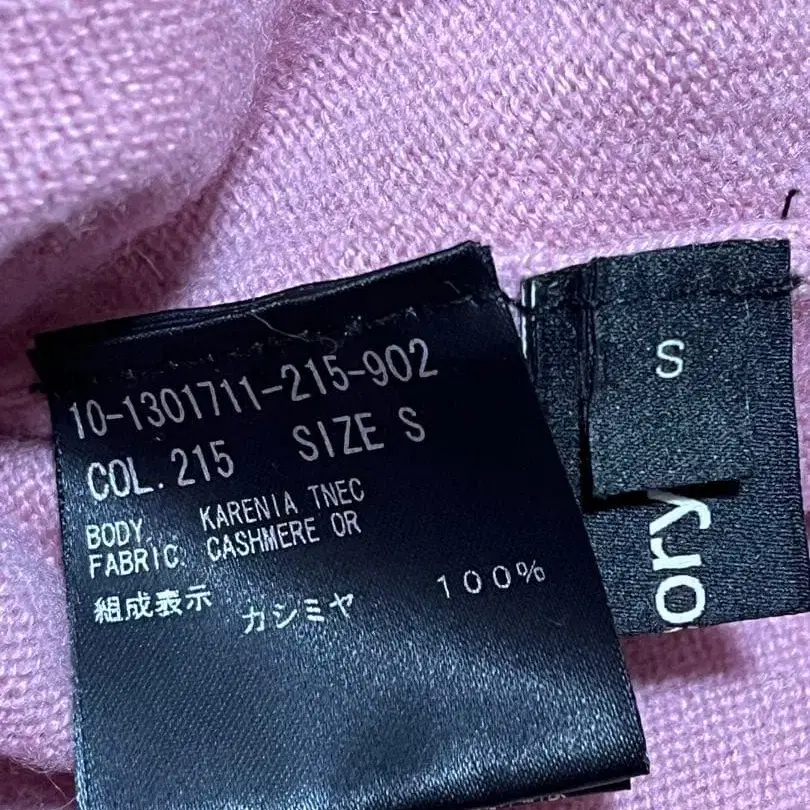 10-1301711-215-902
COL. 215 SIZE S
BODY. KARENIA TNEC
FABRIC. CASHMERE OR
組成表示 カシミヤ 100%
S
ory